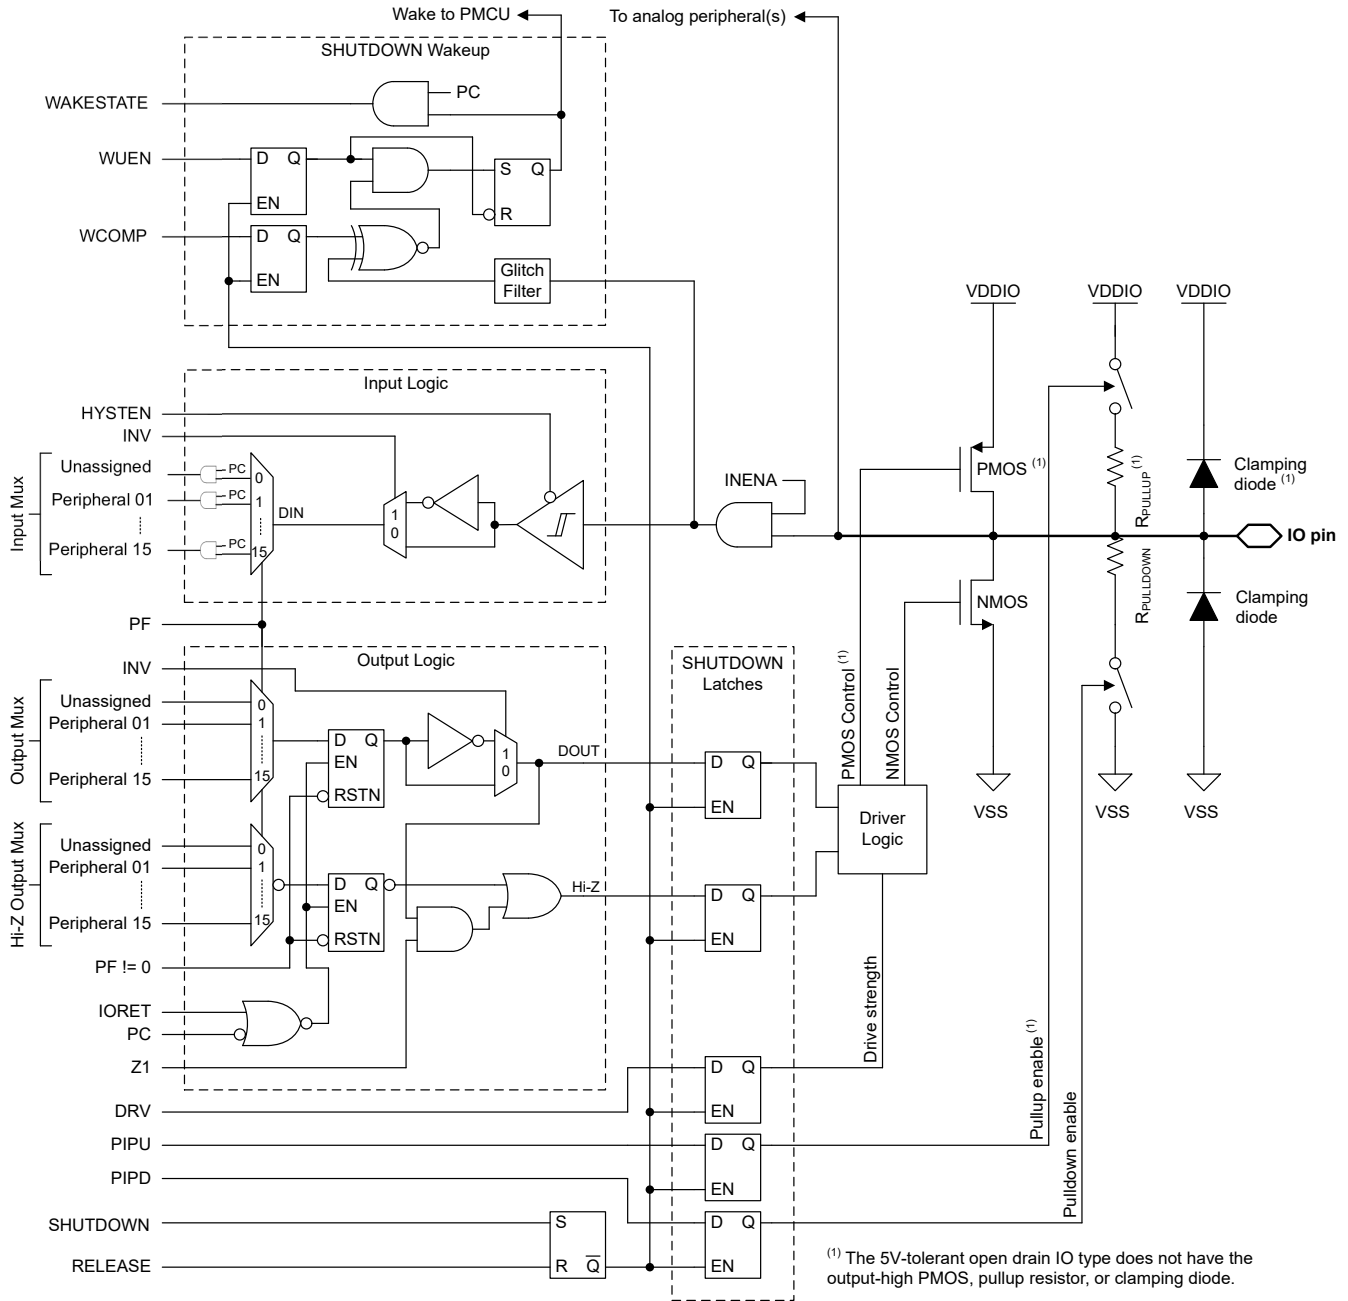 Wake to PMCU
To analog peripheral(s)
SHUTDOWN Wakeup
WAKESTATE
PC
WUEN
D Q
EN
S Q
R
WCOMP
D Q
EN
Glitch
Filter
VDDIO
VDDIO
VDDIO
Input Logic
HYSTEN
INV
Input Mux
Unassigned
PC
0
Peripheral 01
PC
1
Peripheral 15
PC
15
DIN
1
0
INENA
PMOS (1)
RPULLUP (1)
Clamping
diode (1)
IO pin
RPULLDOWN
NMOS
Clamping
diode
PF
INV
Output Logic
SHUTDOWN
Latches
PMOS Control (1)
NMOS Control
Output Mux
Unassigned
0
Peripheral 01
1
Peripheral 15
15
D Q
EN
RSTN
1
0
DOUT
D Q
EN
Driver
Logic
VSS
VSS
VSS
Hi-Z Output Mux
Unassigned
0
Peripheral 01
1
Peripheral 15
15
D Q
EN
RSTN
Hi-Z
D Q
EN
PF != 0
IORET
PC
Z1
Drive strength
Pullup enable (1)
Pulldown enable
D Q
EN
DRV
PIPU
D Q
EN
PIPD
SHUTDOWN
S
R Q
D Q
EN
RELEASE
(1) The 5V-tolerant open drain IO type does not have the
output-high PMOS, pullup resistor, or clamping diode.